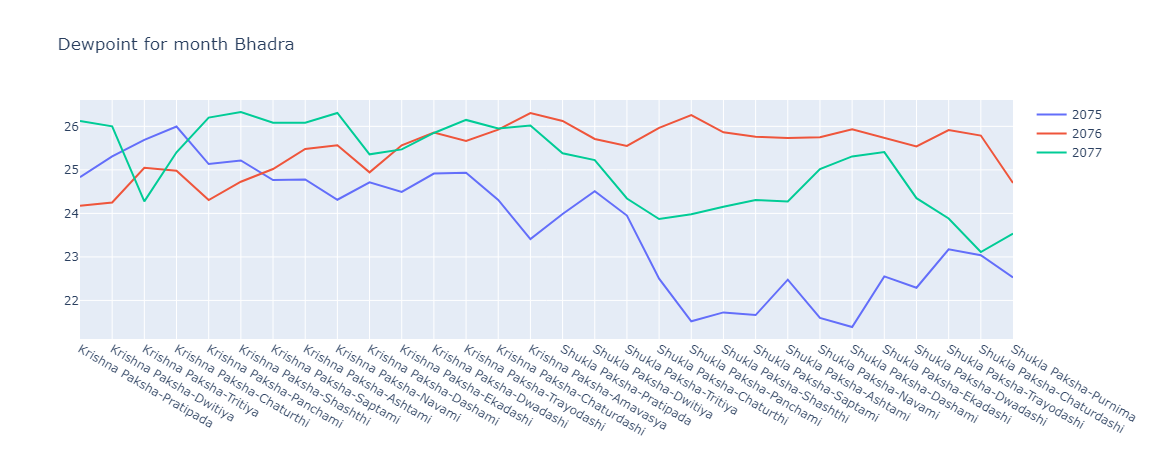 Dewpoint for month Bhadra
2075
2076
2077
26
25
24
23
22
Krishna Paksha-Pratipada
Krishna Paksha-Dwitiya
Krishna Paksha-Tritiya
Krishna Paksha-Chaturthi
Krishna Paksha-Panchami
Krishna Paksha-Shashthi
Krishna Paksha-Saptami
Krishna Paksha-Ashtami
Krishna Paksha-Navami
Krishna Paksha-Dashami
Krishna Paksha-Ekadashi
Krishna Paksha-Dwadashi
Krishna Paksha-Trayodashi
Krishna Paksha-Chaturdashi
Krishna Paksha-Amavasya
Shukla Paksha-Pratipada
Shukla Paksha-Dwitiya
Shukla Paksha-Tritiya
Shukla Paksha-Chaturthi
Shukla Paksha-Panchami
Shukla Paksha-Shashthi
Shukla Paksha-Saptami
Shukla Paksha-Ashtami
Shukla Paksha-Navami
Shukla Paksha-Dashami
Shukla Paksha-Ekadashi
Shukla Paksha-Dwadashi
Shukla Paksha-Trayodashi
Shukla Paksha-Chaturdashi
Shukla Paksha-Purnima